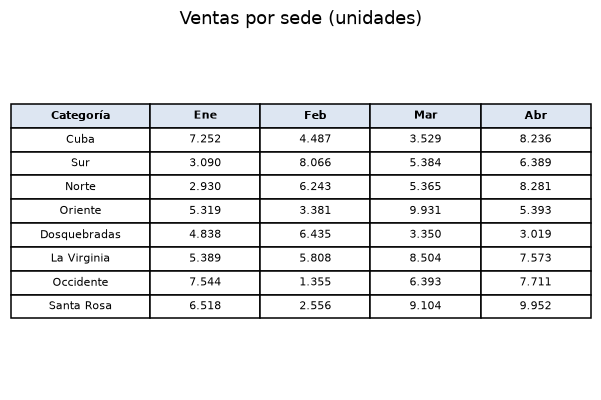 Ventas por sede (unidades)
Categoría Ene Feb Mar Abr
Cuba 7.252 4.487 3.529 8.236
Sur 3.090 8.066 5.384 6.389
Norte 2.930 6.243 5.365 8.281
Oriente 5.319 3.381 9.931 5.393
Dosquebradas 4.838 6.435 3.350 3.019
La Virginia 5.389 5.808 8.504 7.573
Occidente 7.544 1.355 6.393 7.711
Santa Rosa 6.518 2.556 9.104 9.952